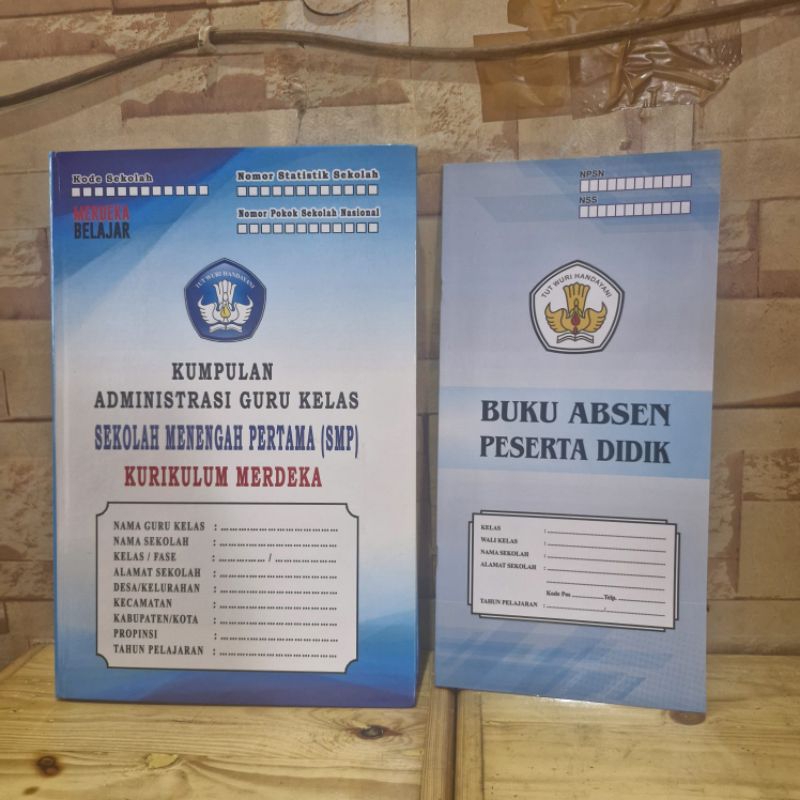 Kode Sekolah
Nomor Statistik Sekolah
MERDEKA
BELAJAR
Nomor Pokok Sekolah Nasional
TUT WURI HANDAYANI
KUMPULAN
ADMINISTRASI GURU KELAS
SEKOLAH MENENGAH PERTAMA (SMP)
KURIKULUM MERDEKA
NAMA GURU KELAS :
NAMA SEKOLAH :
KELAS / FASE : /
ALAMAT SEKOLAH :
DESA/KELURAHAN :
KECAMATAN :
KABUPATEN/KOTA :
PROPINSI :
TAHUN PELAJARAN :
NPSN
NSS
TUT WURI HANDAYANI
BUKU ABSEN
PESERTA DIDIK
KELAS :
WALI KELAS :
NAMA SEKOLAH :
ALAMAT SEKOLAH :
Kode Pos Telp.
TAHUN PELAJARAN : /